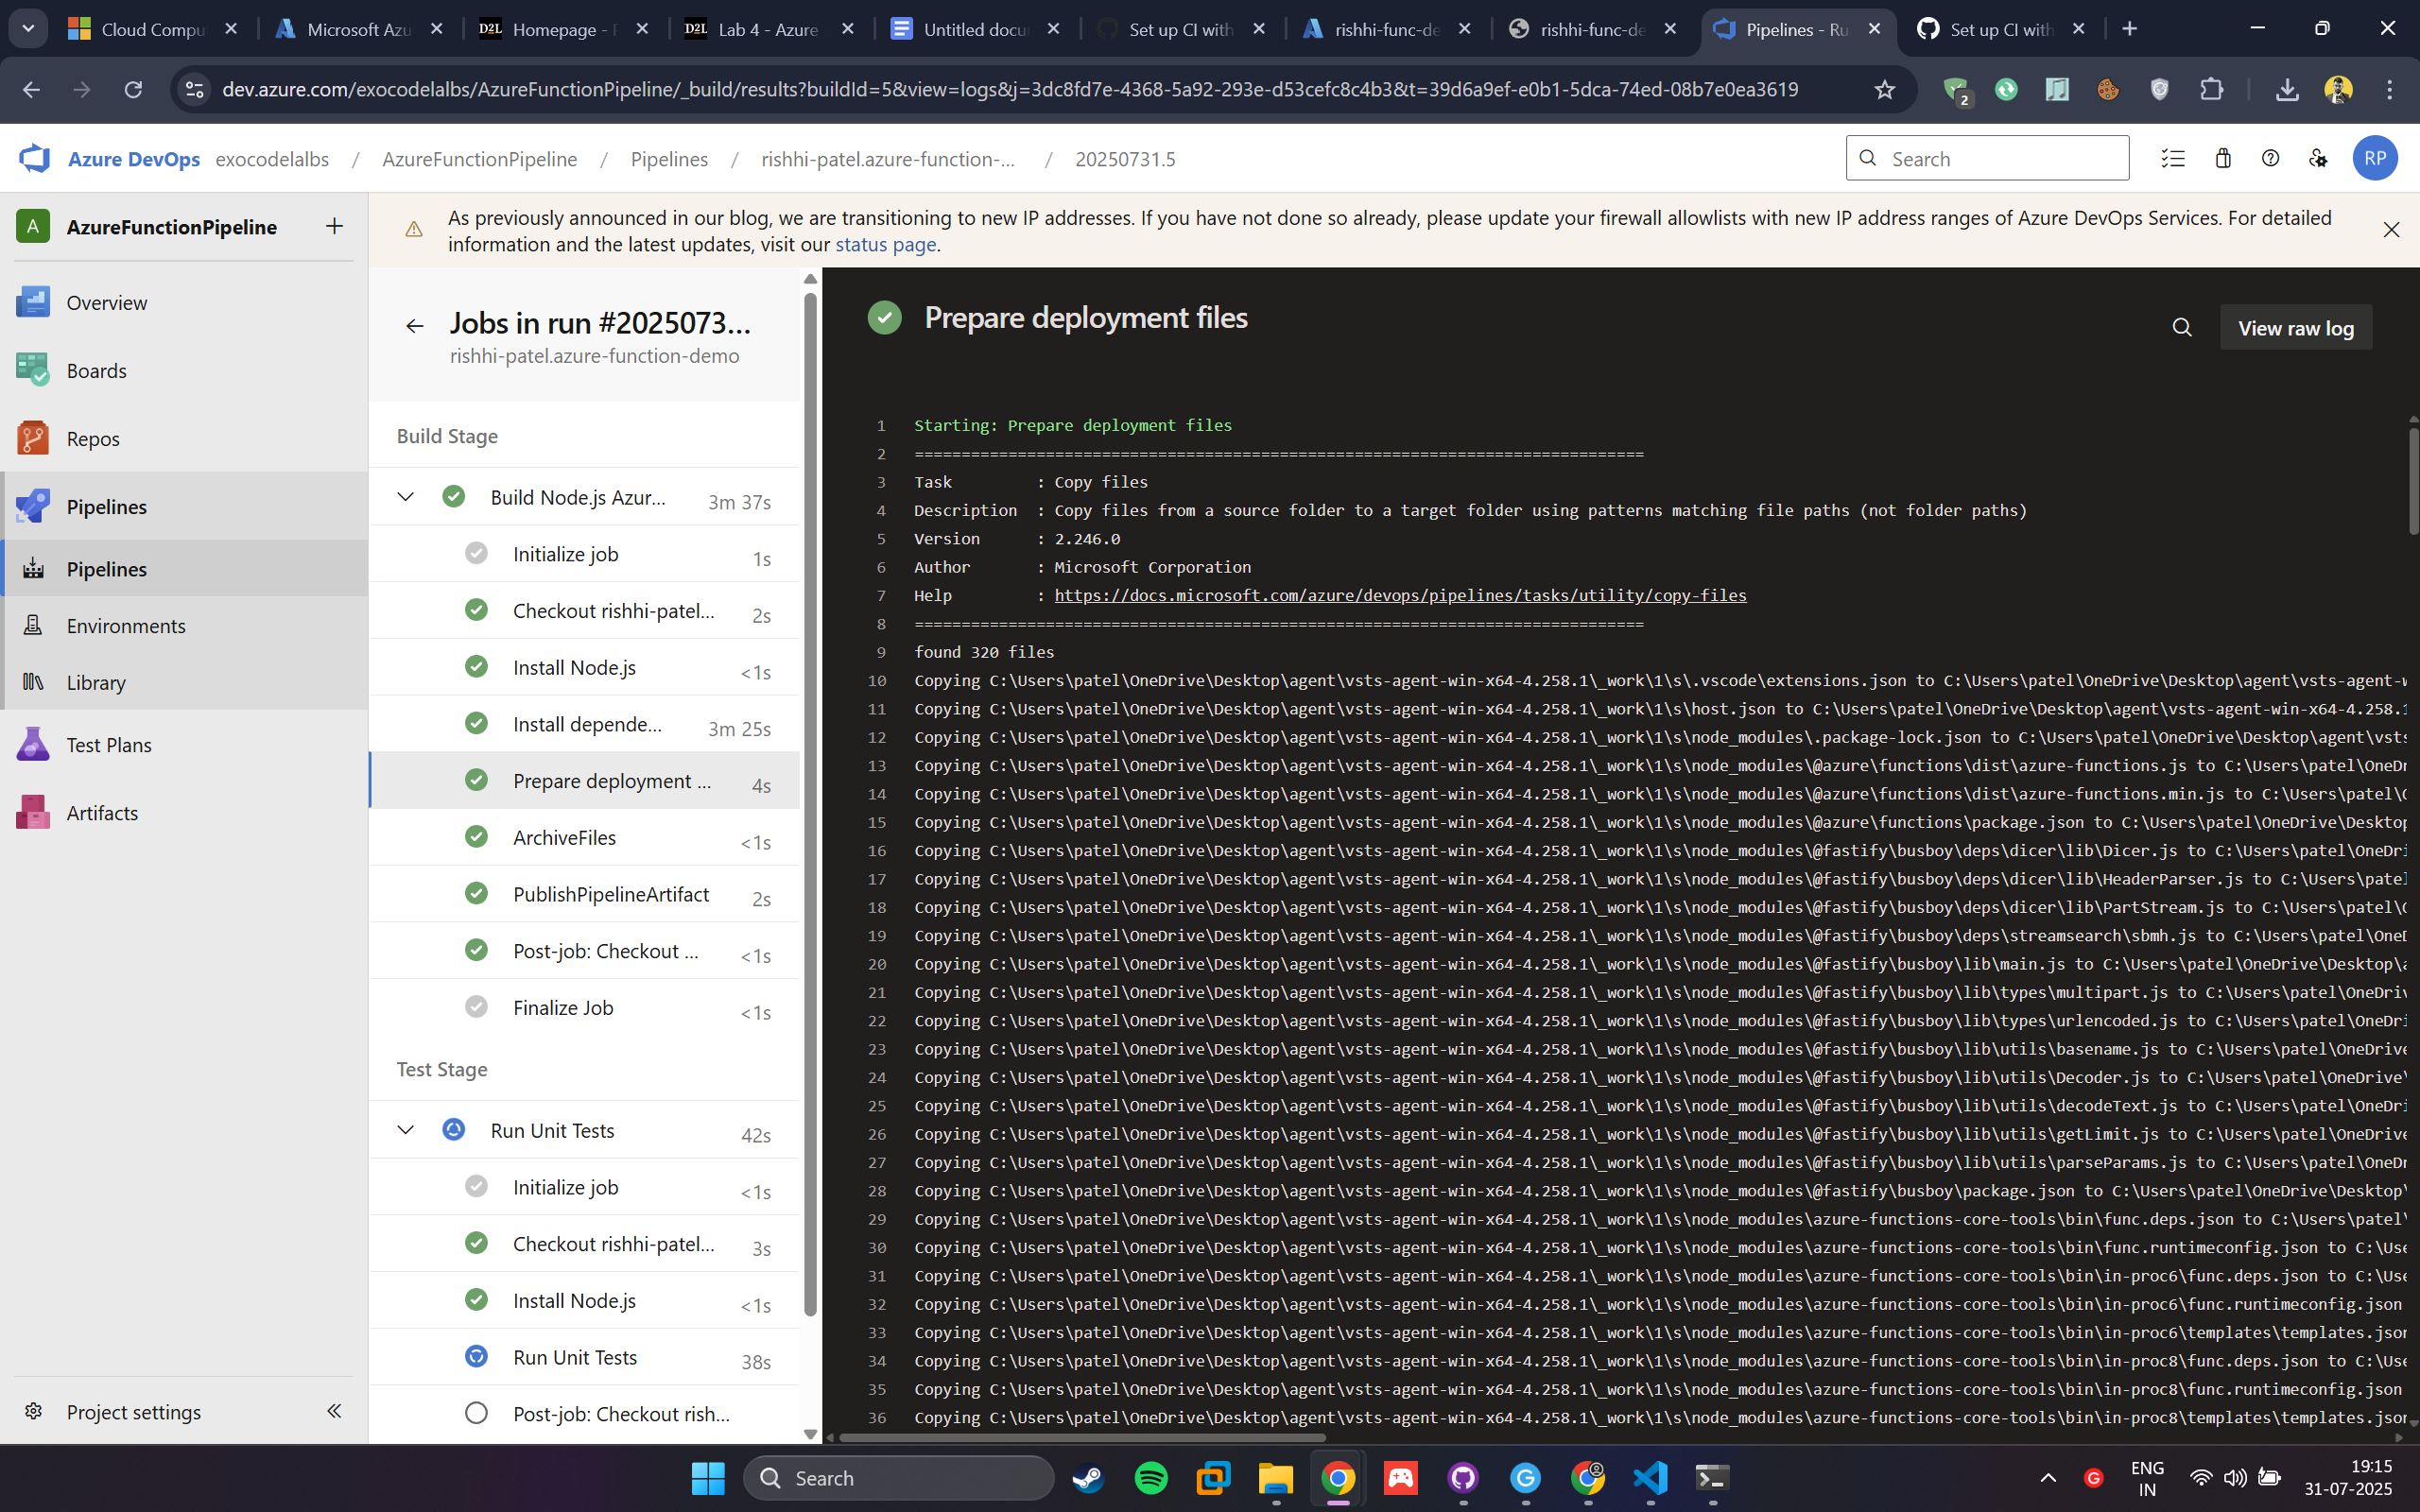 Cloud Compu
Microsoft Azu
D2L Homepage - F
D2L Lab 4 - Azure
Untitled docu
Set up CI with
rishhi-func-de
rishhi-func-de
Pipelines - Ru
Set up CI with
dev.azure.com/exocodelalbs/AzureFunctionPipeline/_build/results?buildId=5&view=logs&j=3dc8fd7e-4368-5a92-293e-d53cefc8c4b3&t=39d6a9ef-e0b1-5dca-74ed-08b7e0ea3619
2
Azure DevOps exocodelalbs / AzureFunctionPipeline / Pipelines / rishhi-patel.azure-function-... / 20250731.5
Search
RP
A AzureFunctionPipeline
Overview
Boards
Repos
Pipelines
Pipelines
Environments
Library
Test Plans
Artifacts
Project settings
As previously announced in our blog, we are transitioning to new IP addresses. If you have not done so already, please update your firewall allowlists with new IP address ranges of Azure DevOps Services. For detailed
information and the latest updates, visit our status page.
Jobs in run #2025073...
rishhi-patel.azure-function-demo
Build Stage
Build Node.js Azur... 3m 37s
Initialize job 1s
Checkout rishhi-patel... 2s
Install Node.js <1s
Install depende... 3m 25s
Prepare deployment ... 4s
ArchiveFiles <1s
PublishPipelineArtifact 2s
Post-job: Checkout ... <1s
Finalize Job <1s
Test Stage
Run Unit Tests 42s
Initialize job <1s
Checkout rishhi-patel... 3s
Install Node.js <1s
Run Unit Tests 38s
Post-job: Checkout rish...
Prepare deployment files
View raw log
1 Starting: Prepare deployment files
2 ==============================================================================
3 Task : Copy files
4 Description : Copy files from a source folder to a target folder using patterns matching file paths (not folder paths)
5 Version : 2.246.0
6 Author : Microsoft Corporation
7 Help : https://docs.microsoft.com/azure/devops/pipelines/tasks/utility/copy-files
8 ==============================================================================
9 found 320 files
10 Copying C:\Users\patel\OneDrive\Desktop\agent\vsts-agent-win-x64-4.258.1\_work\1\s\.vscode\extensions.json to C:\Users\patel\OneDrive\Desktop\agent\vsts-agent-w
11 Copying C:\Users\patel\OneDrive\Desktop\agent\vsts-agent-win-x64-4.258.1\_work\1\s\host.json to C:\Users\patel\OneDrive\Desktop\agent\vsts-agent-win-x64-4.258.1
12 Copying C:\Users\patel\OneDrive\Desktop\agent\vsts-agent-win-x64-4.258.1\_work\1\s\node_modules\.package-lock.json to C:\Users\patel\OneDrive\Desktop\agent\vsts
13 Copying C:\Users\patel\OneDrive\Desktop\agent\vsts-agent-win-x64-4.258.1\_work\1\s\node_modules\@azure\functions\dist\azure-functions.js to C:\Users\patel\OneDr
14 Copying C:\Users\patel\OneDrive\Desktop\agent\vsts-agent-win-x64-4.258.1\_work\1\s\node_modules\@azure\functions\dist\azure-functions.min.js to C:\Users\patel\O
15 Copying C:\Users\patel\OneDrive\Desktop\agent\vsts-agent-win-x64-4.258.1\_work\1\s\node_modules\@azure\functions\package.json to C:\Users\patel\OneDrive\Desktop
16 Copying C:\Users\patel\OneDrive\Desktop\agent\vsts-agent-win-x64-4.258.1\_work\1\s\node_modules\@fastify\busboy\deps\dicer\lib\Dicer.js to C:\Users\patel\OneDri
17 Copying C:\Users\patel\OneDrive\Desktop\agent\vsts-agent-win-x64-4.258.1\_work\1\s\node_modules\@fastify\busboy\deps\dicer\lib\HeaderParser.js to C:\Users\patel
18 Copying C:\Users\patel\OneDrive\Desktop\agent\vsts-agent-win-x64-4.258.1\_work\1\s\node_modules\@fastify\busboy\deps\dicer\lib\PartStream.js to C:\Users\patel\O
19 Copying C:\Users\patel\OneDrive\Desktop\agent\vsts-agent-win-x64-4.258.1\_work\1\s\node_modules\@fastify\busboy\deps\streamsearch\sbmh.js to C:\Users\patel\OneD
20 Copying C:\Users\patel\OneDrive\Desktop\agent\vsts-agent-win-x64-4.258.1\_work\1\s\node_modules\@fastify\busboy\lib\main.js to C:\Users\patel\OneDrive\Desktop\a
21 Copying C:\Users\patel\OneDrive\Desktop\agent\vsts-agent-win-x64-4.258.1\_work\1\s\node_modules\@fastify\busboy\lib\types\multipart.js to C:\Users\patel\OneDriv
22 Copying C:\Users\patel\OneDrive\Desktop\agent\vsts-agent-win-x64-4.258.1\_work\1\s\node_modules\@fastify\busboy\lib\types\urlencoded.js to C:\Users\patel\OneDri
23 Copying C:\Users\patel\OneDrive\Desktop\agent\vsts-agent-win-x64-4.258.1\_work\1\s\node_modules\@fastify\busboy\lib\utils\basename.js to C:\Users\patel\OneDrive
24 Copying C:\Users\patel\OneDrive\Desktop\agent\vsts-agent-win-x64-4.258.1\_work\1\s\node_modules\@fastify\busboy\lib\utils\Decoder.js to C:\Users\patel\OneDrive\
25 Copying C:\Users\patel\OneDrive\Desktop\agent\vsts-agent-win-x64-4.258.1\_work\1\s\node_modules\@fastify\busboy\lib\utils\decodeText.js to C:\Users\patel\OneDri
26 Copying C:\Users\patel\OneDrive\Desktop\agent\vsts-agent-win-x64-4.258.1\_work\1\s\node_modules\@fastify\busboy\lib\utils\getLimit.js to C:\Users\patel\OneDrive
27 Copying C:\Users\patel\OneDrive\Desktop\agent\vsts-agent-win-x64-4.258.1\_work\1\s\node_modules\@fastify\busboy\lib\utils\parseParams.js to C:\Users\patel\OneDr
28 Copying C:\Users\patel\OneDrive\Desktop\agent\vsts-agent-win-x64-4.258.1\_work\1\s\node_modules\@fastify\busboy\package.json to C:\Users\patel\OneDrive\Desktop\
29 Copying C:\Users\patel\OneDrive\Desktop\agent\vsts-agent-win-x64-4.258.1\_work\1\s\node_modules\azure-functions-core-tools\bin\func.deps.json to C:\Users\patel\
30 Copying C:\Users\patel\OneDrive\Desktop\agent\vsts-agent-win-x64-4.258.1\_work\1\s\node_modules\azure-functions-core-tools\bin\func.runtimeconfig.json to C:\Use
31 Copying C:\Users\patel\OneDrive\Desktop\agent\vsts-agent-win-x64-4.258.1\_work\1\s\node_modules\azure-functions-core-tools\bin\in-proc6\func.deps.json to C:\Use
32 Copying C:\Users\patel\OneDrive\Desktop\agent\vsts-agent-win-x64-4.258.1\_work\1\s\node_modules\azure-functions-core-tools\bin\in-proc6\func.runtimeconfig.json
33 Copying C:\Users\patel\OneDrive\Desktop\agent\vsts-agent-win-x64-4.258.1\_work\1\s\node_modules\azure-functions-core-tools\bin\in-proc6\templates\templates.json
34 Copying C:\Users\patel\OneDrive\Desktop\agent\vsts-agent-win-x64-4.258.1\_work\1\s\node_modules\azure-functions-core-tools\bin\in-proc8\func.deps.json to C:\Use
35 Copying C:\Users\patel\OneDrive\Desktop\agent\vsts-agent-win-x64-4.258.1\_work\1\s\node_modules\azure-functions-core-tools\bin\in-proc8\func.runtimeconfig.json
36 Copying C:\Users\patel\OneDrive\Desktop\agent\vsts-agent-win-x64-4.258.1\_work\1\s\node_modules\azure-functions-core-tools\bin\in-proc8\templates\templates.json
Search
ENG
IN
19:15
31-07-2025